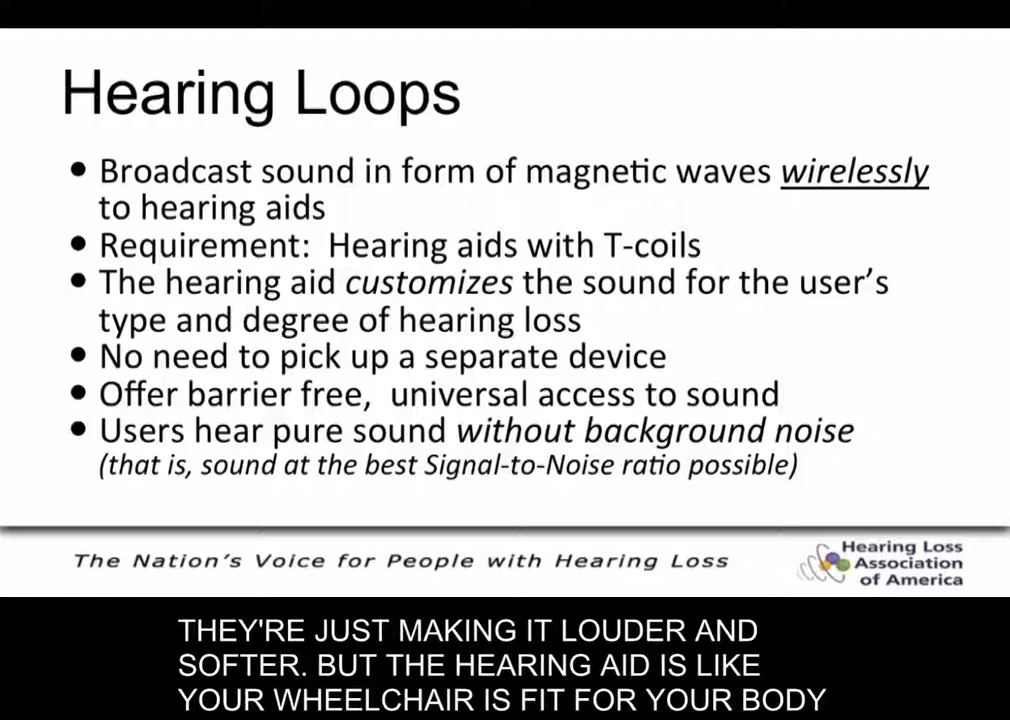 Hearing Loops
• Broadcast sound in form of magnetic waves wirelessly
to hearing aids
• Requirement:  Hearing aids with T-coils
• The hearing aid customizes the sound for the user's
type and degree of hearing loss
• No need to pick up a separate device
• Offer barrier free,  universal access to sound
• Users hear pure sound without background noise
(that is, sound at the best Signal-to-Noise ratio possible)
The Nation's Voice for People with Hearing Loss
Hearing Loss
Association
of America
THEY'RE JUST MAKING IT LOUDER AND
SOFTER. BUT THE HEARING AID IS LIKE
YOUR WHEELCHAIR IS FIT FOR YOUR BODY